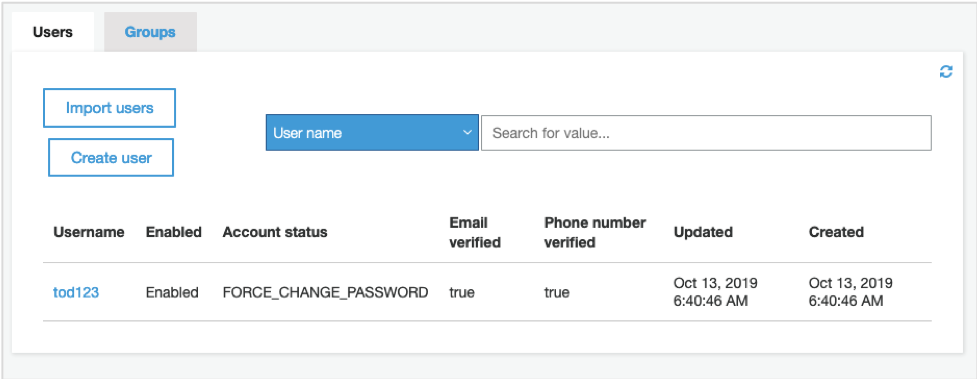 Users Groups
Import users
Create user
User name Search for value...
Username Enabled Account status Email verified Phone number verified Updated Created
tod123 Enabled FORCE_CHANGE_PASSWORD true true Oct 13, 2019 6:40:46 AM Oct 13, 2019 6:40:46 AM